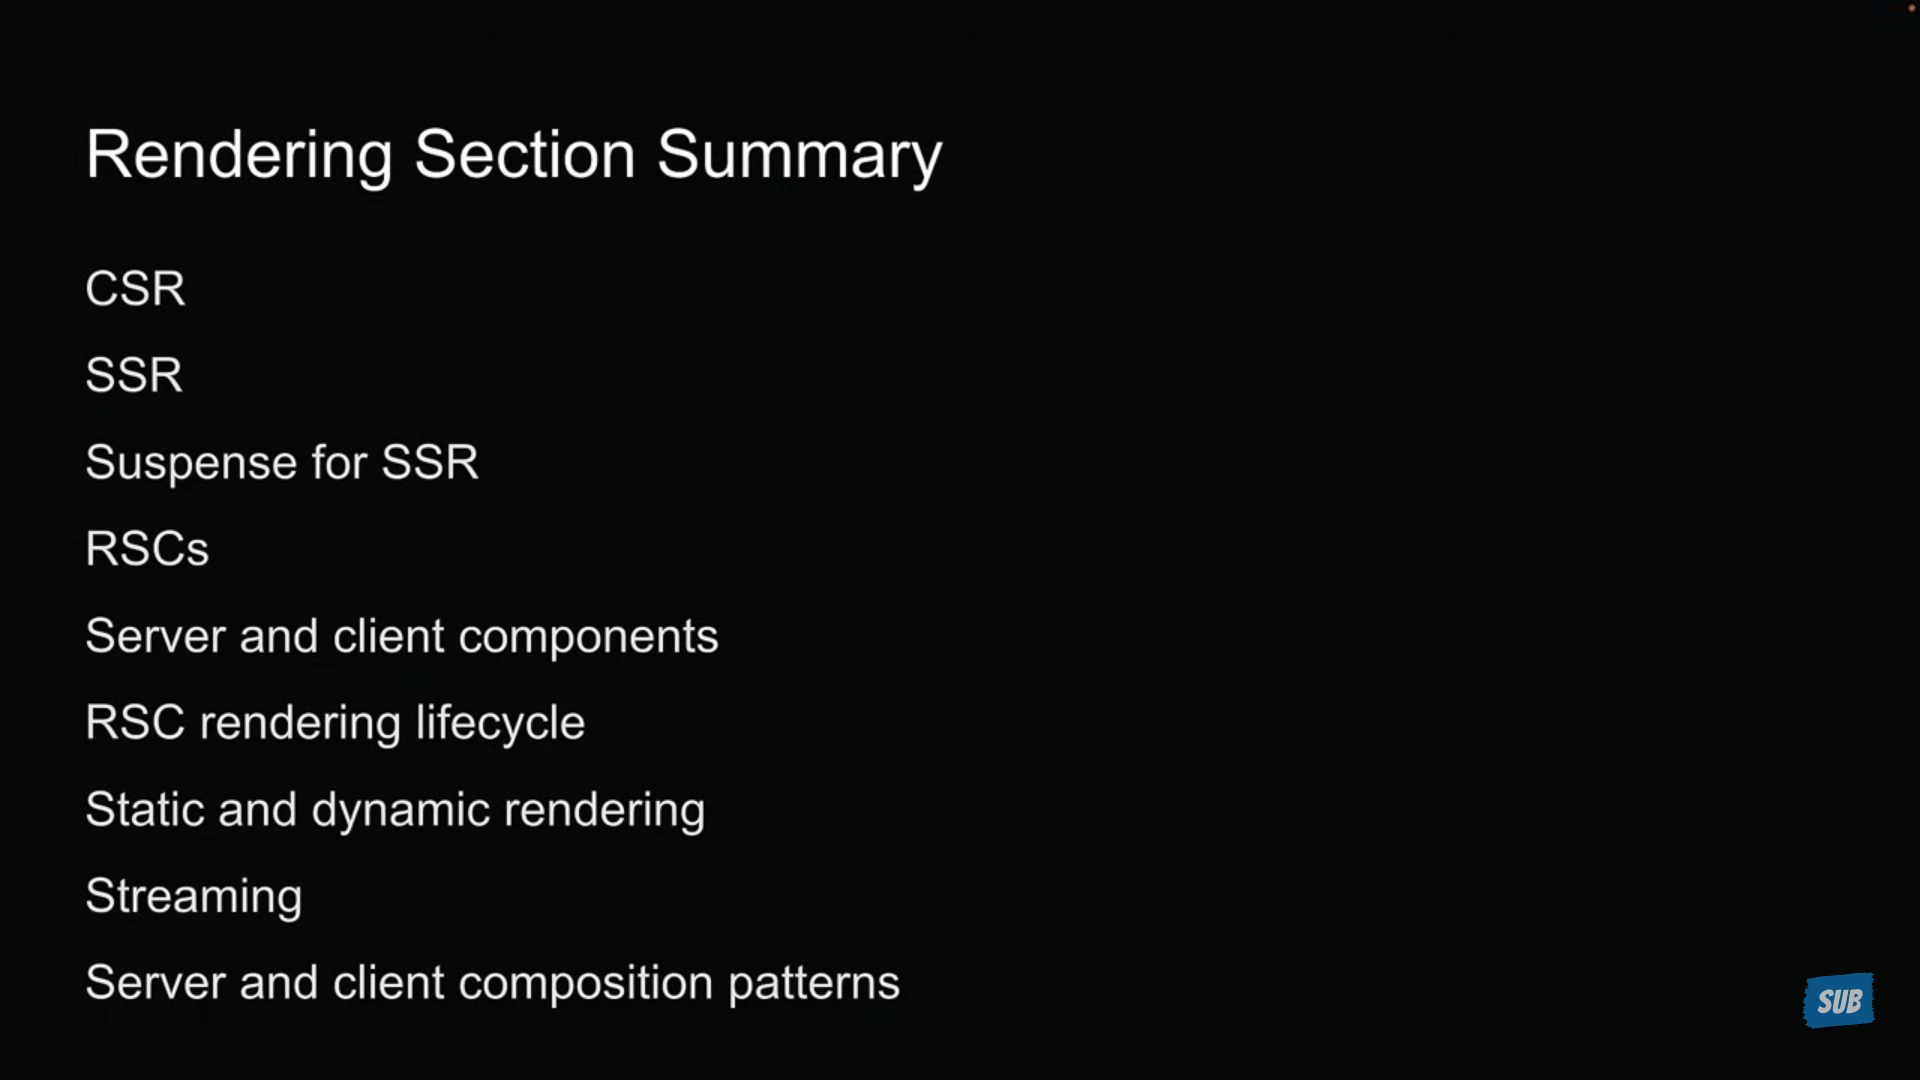 Rendering Section Summary
CSR
SSR
Suspense for SSR
RSCs
Server and client components
RSC rendering lifecycle
Static and dynamic rendering
Streaming
Server and client composition patterns
SUB